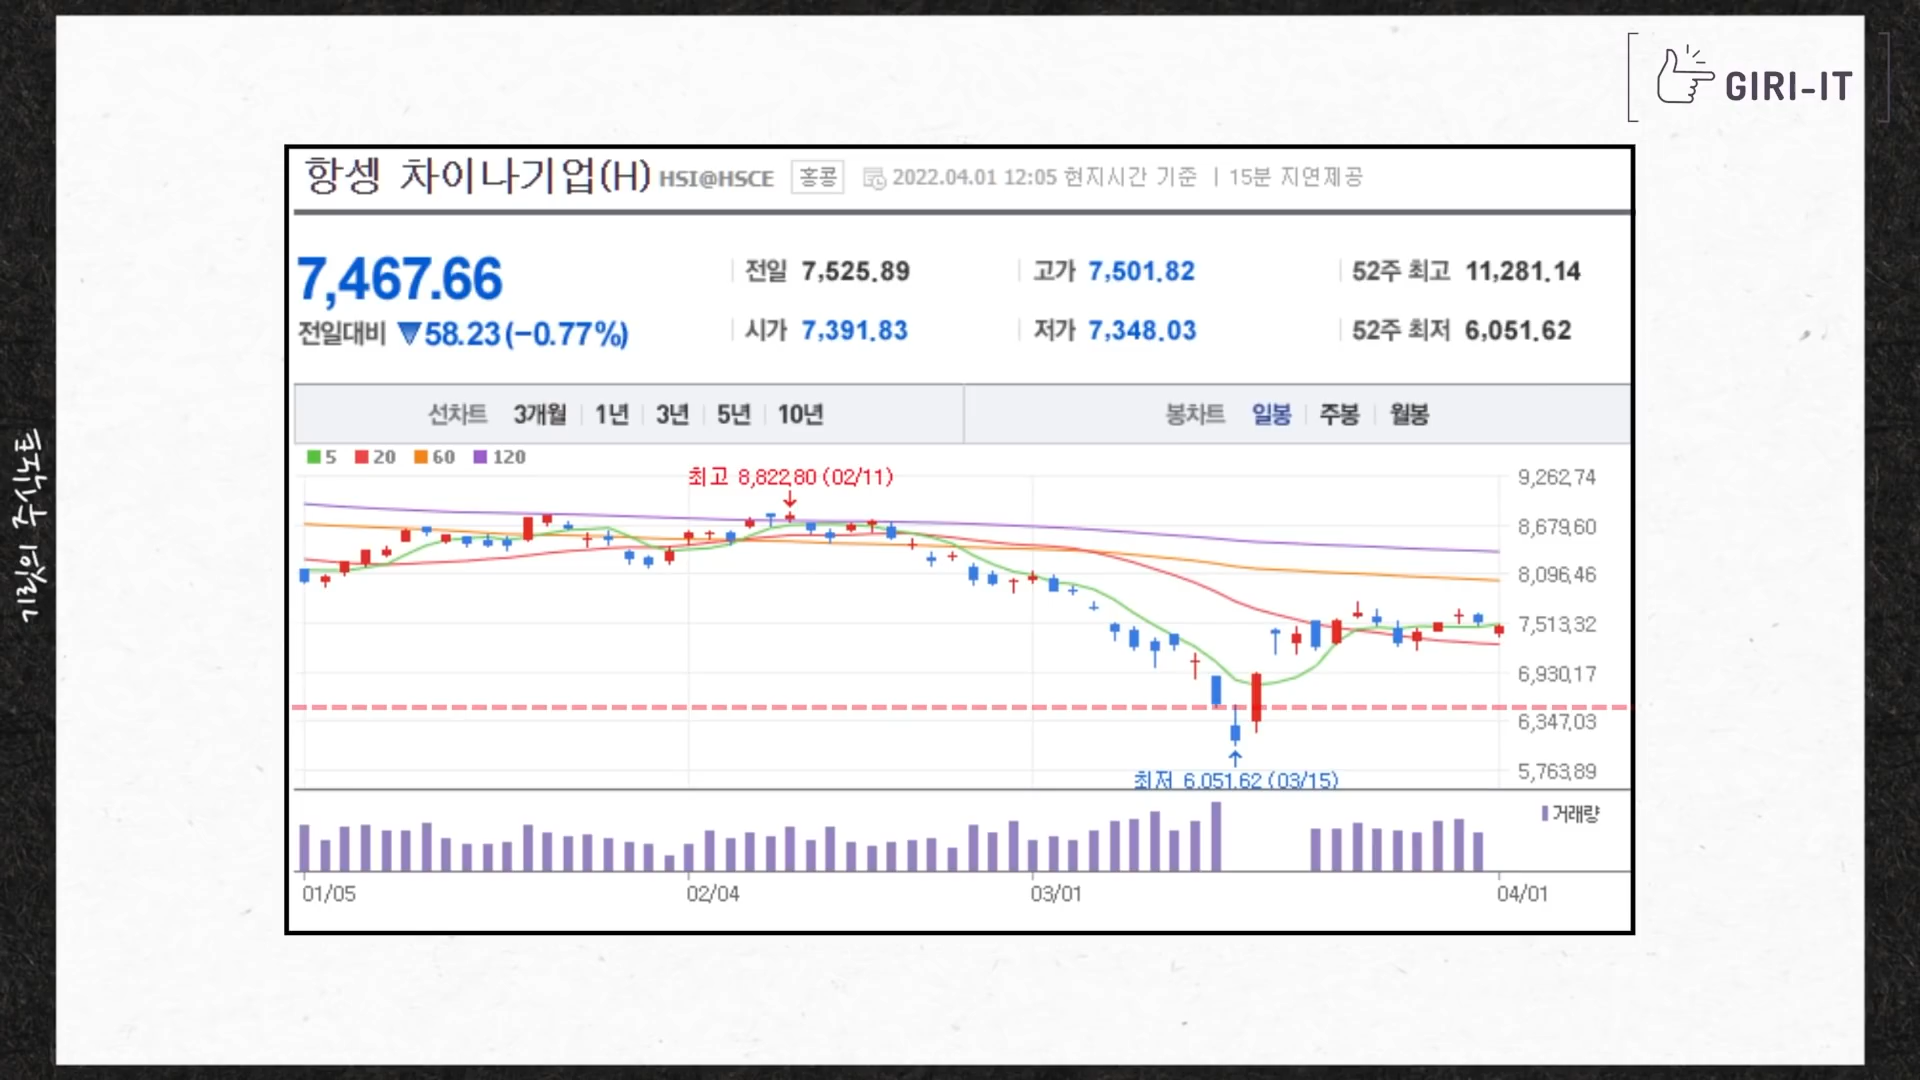 GIRI-IT
기릿의 주식노트
항셍 차이나기업(H) HSI@HSCE 홍콩 2022.04.01 12:05 현지시간 기준 | 15분 지연제공
7,467.66
전일대비 ▼58.23(-0.77%)
전일 7,525.89 고가 7,501.82 52주 최고 11,281.14
시가 7,391.83 저가 7,348.03 52주 최저 6,051.62
선차트 3개월 1년 3년 5년 10년 봉차트 일봉 주봉 월봉
5 20 60 120
최고 8,822.80 (02/11)
9,262.74
8,679.60
8,096.46
7,513.32
6,930.17
6,347.03
5,763.89
최저 6,051.62 (03/15)
거래량
01/05 02/04 03/01 04/01